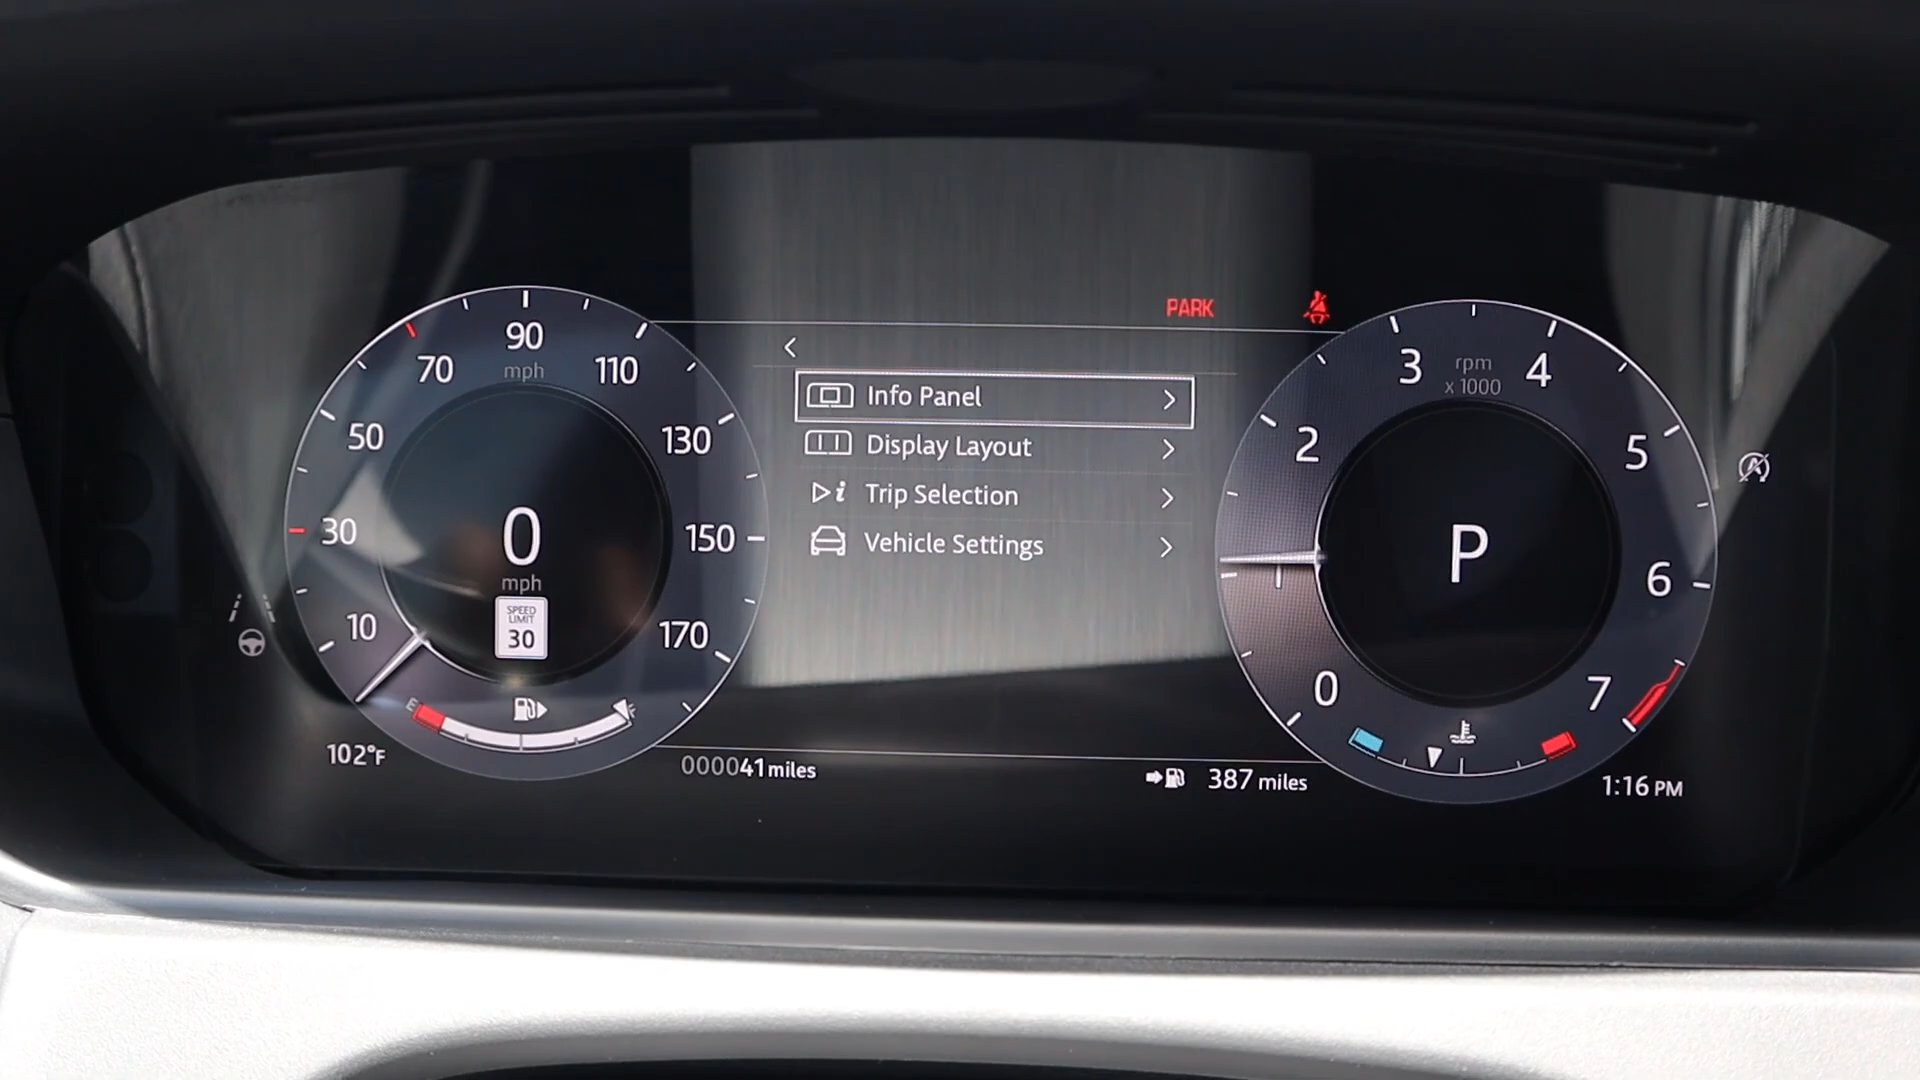 PARK
90
mph
70
110
50
130
30
150
10
170
0
mph
SPEED
LIMIT
30
E
F
102°F
000041 miles
Info Panel
Display Layout
Trip Selection
Vehicle Settings
387 miles
rpm
x 1000
3
4
2
5
1
6
0
7
P
A
1:16 PM